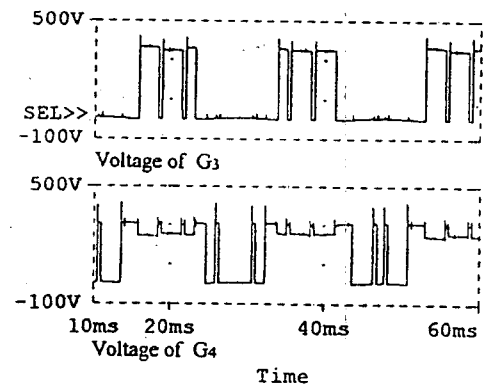 500V
SEL>>
-100V
Voltage of G3
500V
-100V
10ms 20ms 40ms 60ms
Voltage of G4
Time